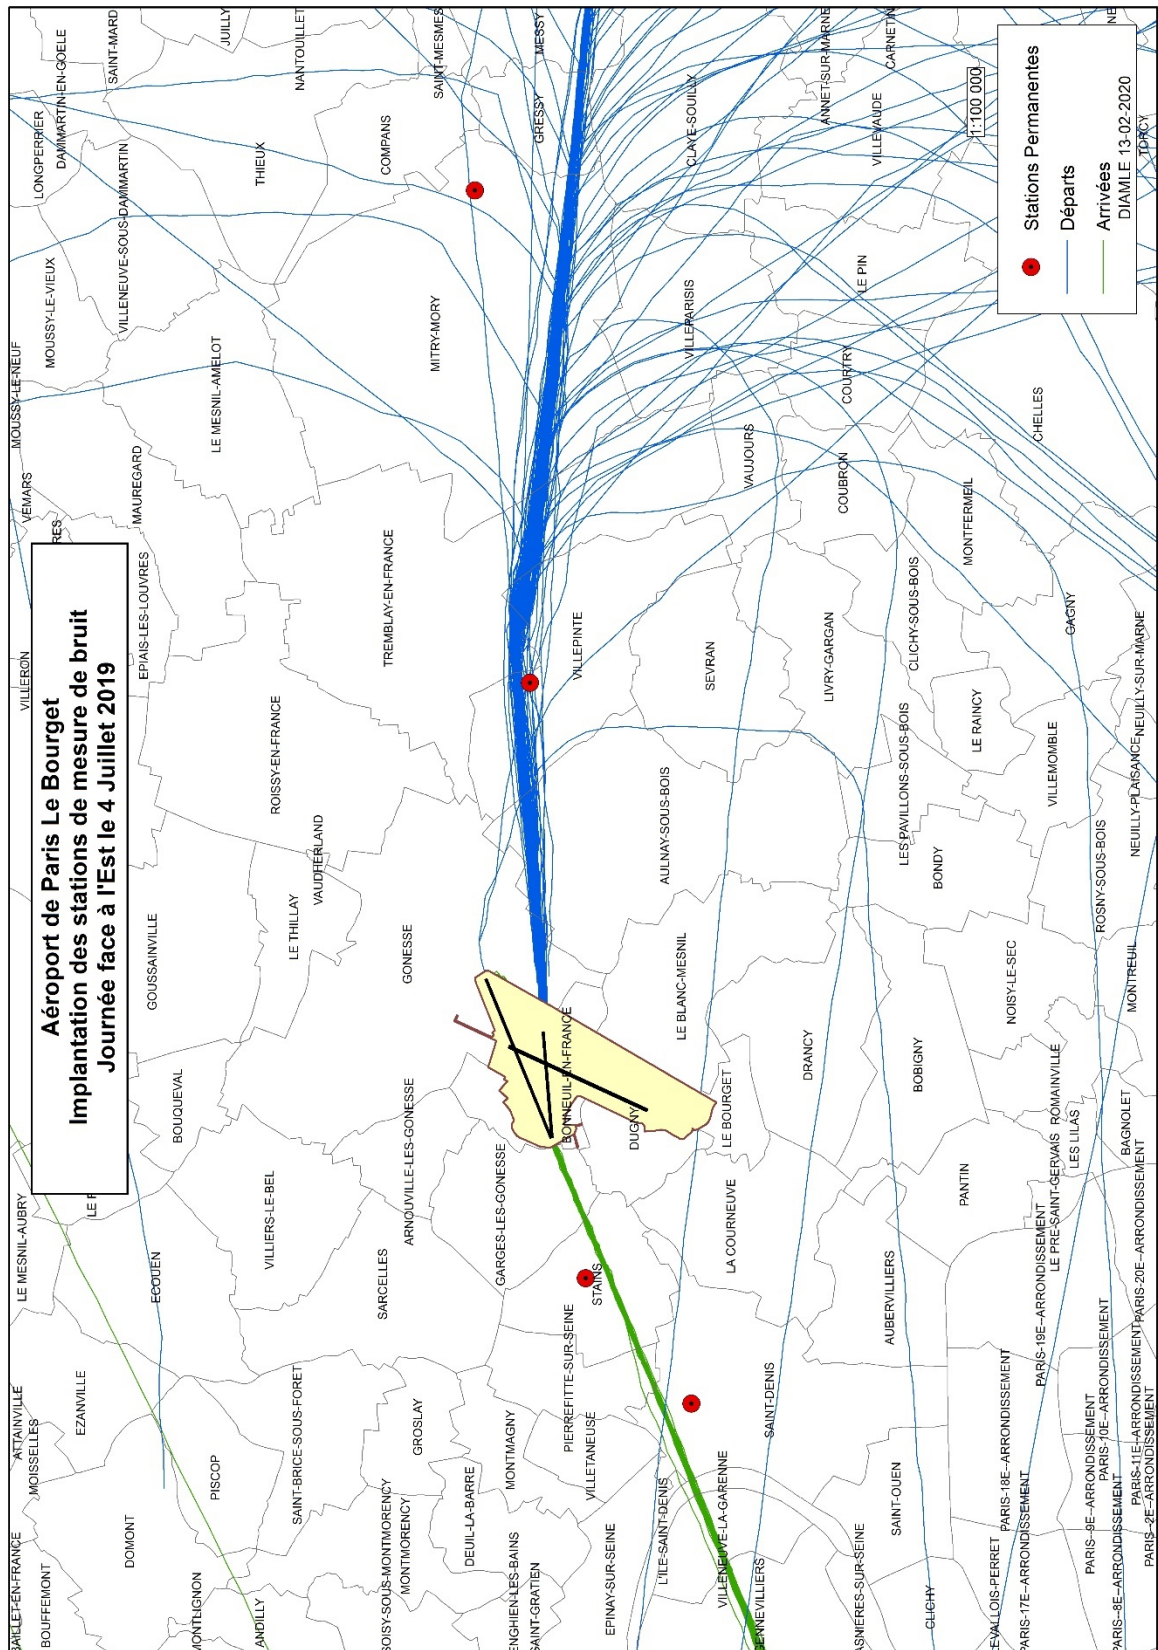 Aéroport de Paris Le Bourget
Implantation des stations de mesure de bruit
Journée face à l'Est le 4 Juillet 2019
AILLET-EN-FRANCE
ATTAINVILLE
LE MESNIL-AUBRY
VILLERON
VEMARS
MOUSSY-LE-NEUF
LONGPERRIER
DAMMARTIN-EN-GOELE
BOUFFEMONT
MOISSELLES
RES
MOUSSY-LE-VIEUX
EZANVILLE
LE F
SAINT-MARD
DOMONT
ECOUEN
GOUSSAINVILLE
EPIAIS-LES-LOUVRES
MAUREGARD
VILLENEUVE-SOUS-DAMMARTIN
BOUQUEVAL
MONTLIGNON
PISCOP
LE MESNIL-AMELOT
JUILLY
ANDILLY
VILLIERS-LE-BEL
ROISSY-EN-FRANCE
THIEUX
SAINT-BRICE-SOUS-FORET
LE THILLAY
NANTOUILLET
VAUDHERLAND
SOISY-SOUS-MONTMORENCY
SARCELLES
TREMBLAY-EN-FRANCE
COMPANS
MONTMORENCY
GROSLAY
ARNOUVILLE-LES-GONESSE
GONESSE
MITRY-MORY
SAINT-MESMES
DEUIL-LA-BARRE
ENGHIEN-LES-BAINS
MONTMAGNY
GARGES-LES-GONESSE
SAINT-GRATIEN
GRESSY
MESSY
PIERREFITTE-SUR-SEINE
BONNEUIL-EN-FRANCE
VILLETANEUSE
STAINS
VILLEPINTE
EPINAY-SUR-SEINE
DUGNY
L'ILE-SAINT-DENIS
AULNAY-SOUS-BOIS
LE BLANC-MESNIL
VILLEPARISIS
CLAYE-SOUILLY
SEVRAN
VILLENEUVE-LA-GARENNE
LA COURNEUVE
LE BOURGET
VAUJOURS
GENNEVILLIERS
SAINT-DENIS
DRANCY
LIVRY-GARGAN
COUBRON
COURTRY
ANNET-SUR-MARNE
LE PIN
VILLEVAUDE
ASNIERES-SUR-SEINE
AUBERVILLIERS
CARNETIN
SAINT-OUEN
LES PAVILLONS-SOUS-BOIS
CLICHY-SOUS-BOIS
CLICHY
BOBIGNY
BONDY
PANTIN
LE RAINCY
MONTFERMEIL
EVALLOIS-PERRET
PARIS-18E--ARRONDISSEMENT
NOISY-LE-SEC
PARIS-17E--ARRONDISSEMENT
PARIS-19E--ARRONDISSEMENT
CHELLES
LE PRE-SAINT-GERVAIS
ROMAINVILLE
VILLEMOMBLE
LES LILAS
GAGNY
PARIS-9E--ARRONDISSEMENT
PARIS-10E--ARRONDISSEMENT
ROSNY-SOUS-BOIS
PARIS--8E--ARRONDISSEMENT
BAGNOLET
MONTREUIL
NEUILLY-PLAISANCE
NEUILLY-SUR-MARNE
PARIS-11E--ARRONDISSEMENT
PARIS-20E--ARRONDISSEMENT
PARIS--2E--ARRONDISSEMENT
TORCY
NE
1:100 000
Stations Permanentes
Départs
Arrivées
DIAMLE 13-02-2020